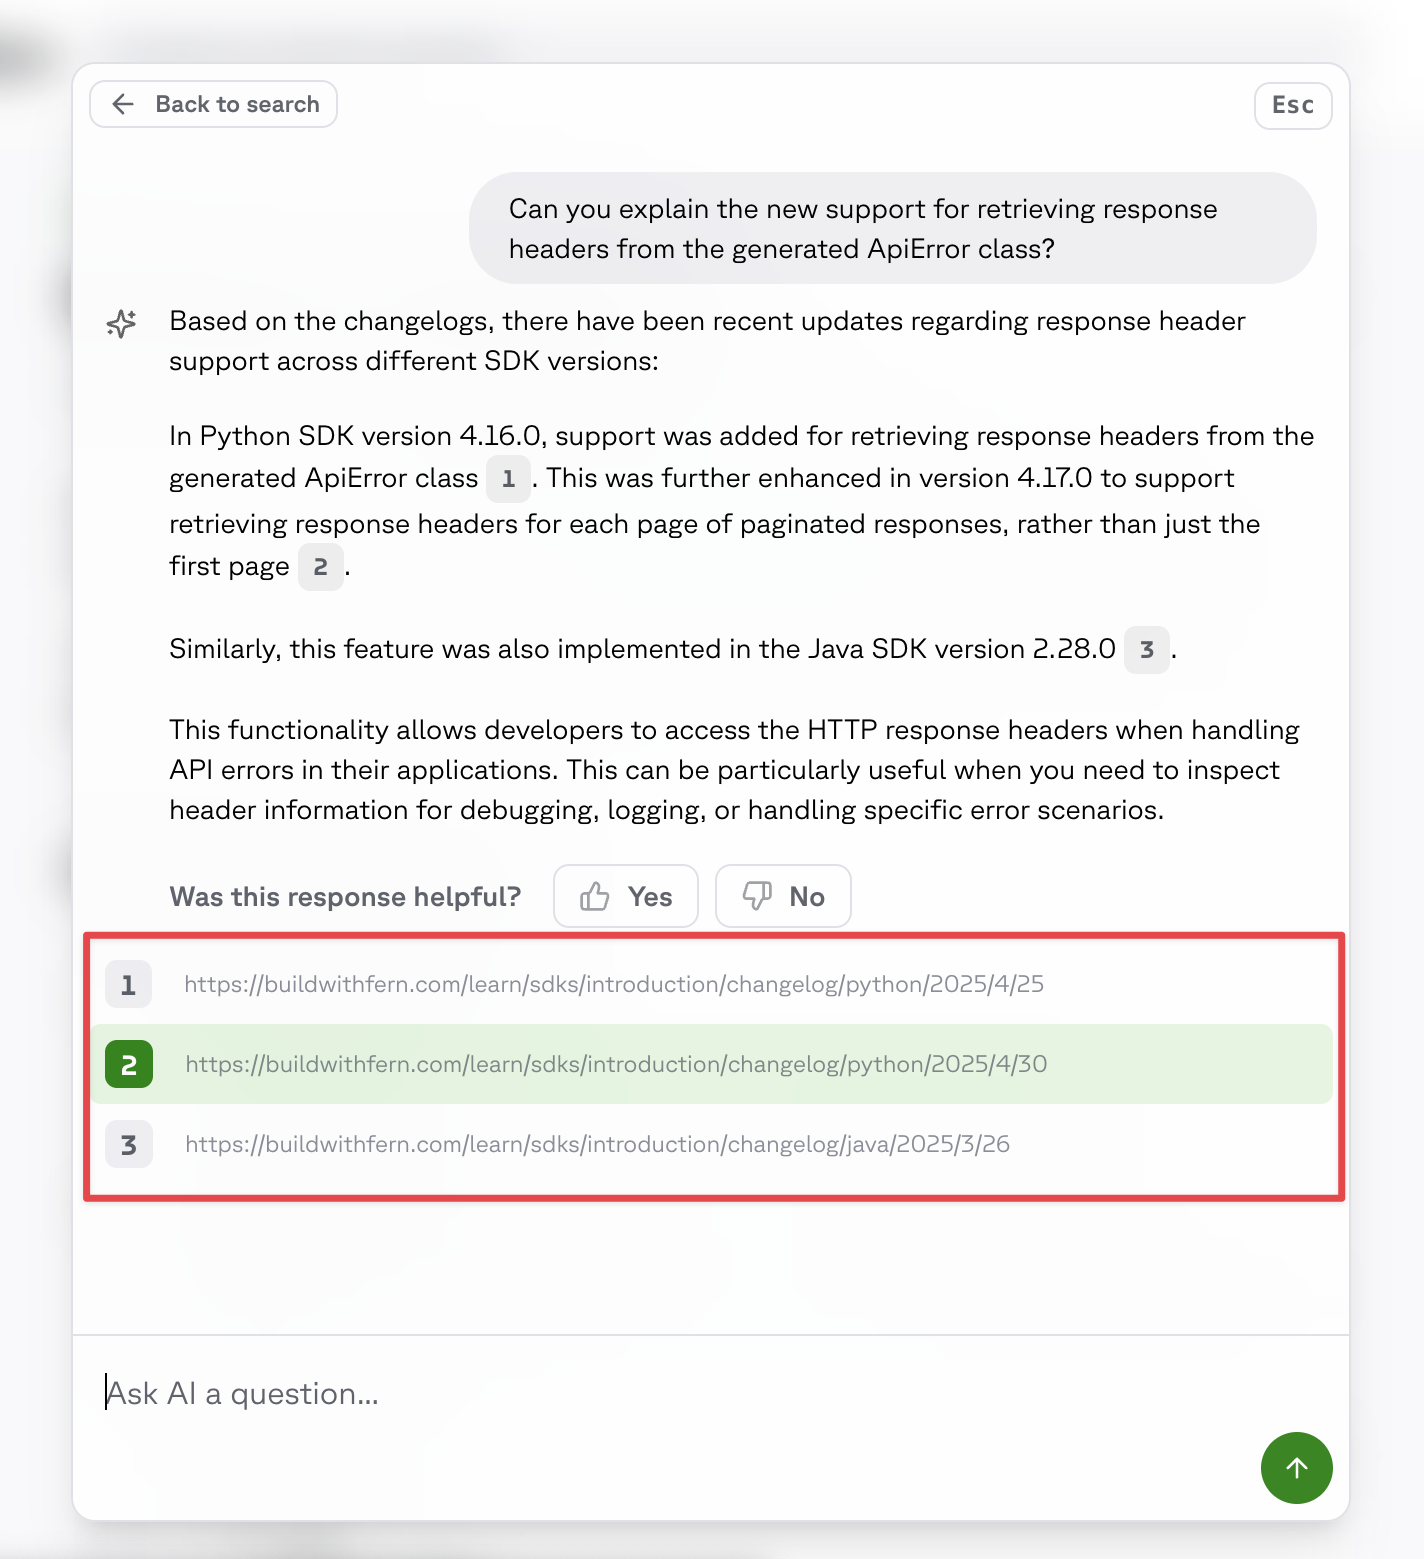 Back to search
Esc
Can you explain the new support for retrieving response
headers from the generated ApiError class?
Based on the changelogs, there have been recent updates regarding response header
support across different SDK versions:
In Python SDK version 4.16.0, support was added for retrieving response headers from the
generated ApiError class 1 . This was further enhanced in version 4.17.0 to support
retrieving response headers for each page of paginated responses, rather than just the
first page 2 .
Similarly, this feature was also implemented in the Java SDK version 2.28.0 3 .
This functionality allows developers to access the HTTP response headers when handling
API errors in their applications. This can be particularly useful when you need to inspect
header information for debugging, logging, or handling specific error scenarios.
Was this response helpful? Yes No
1 https://buildwithfern.com/learn/sdks/introduction/changelog/python/2025/4/25
2 https://buildwithfern.com/learn/sdks/introduction/changelog/python/2025/4/30
3 https://buildwithfern.com/learn/sdks/introduction/changelog/java/2025/3/26
Ask AI a question...